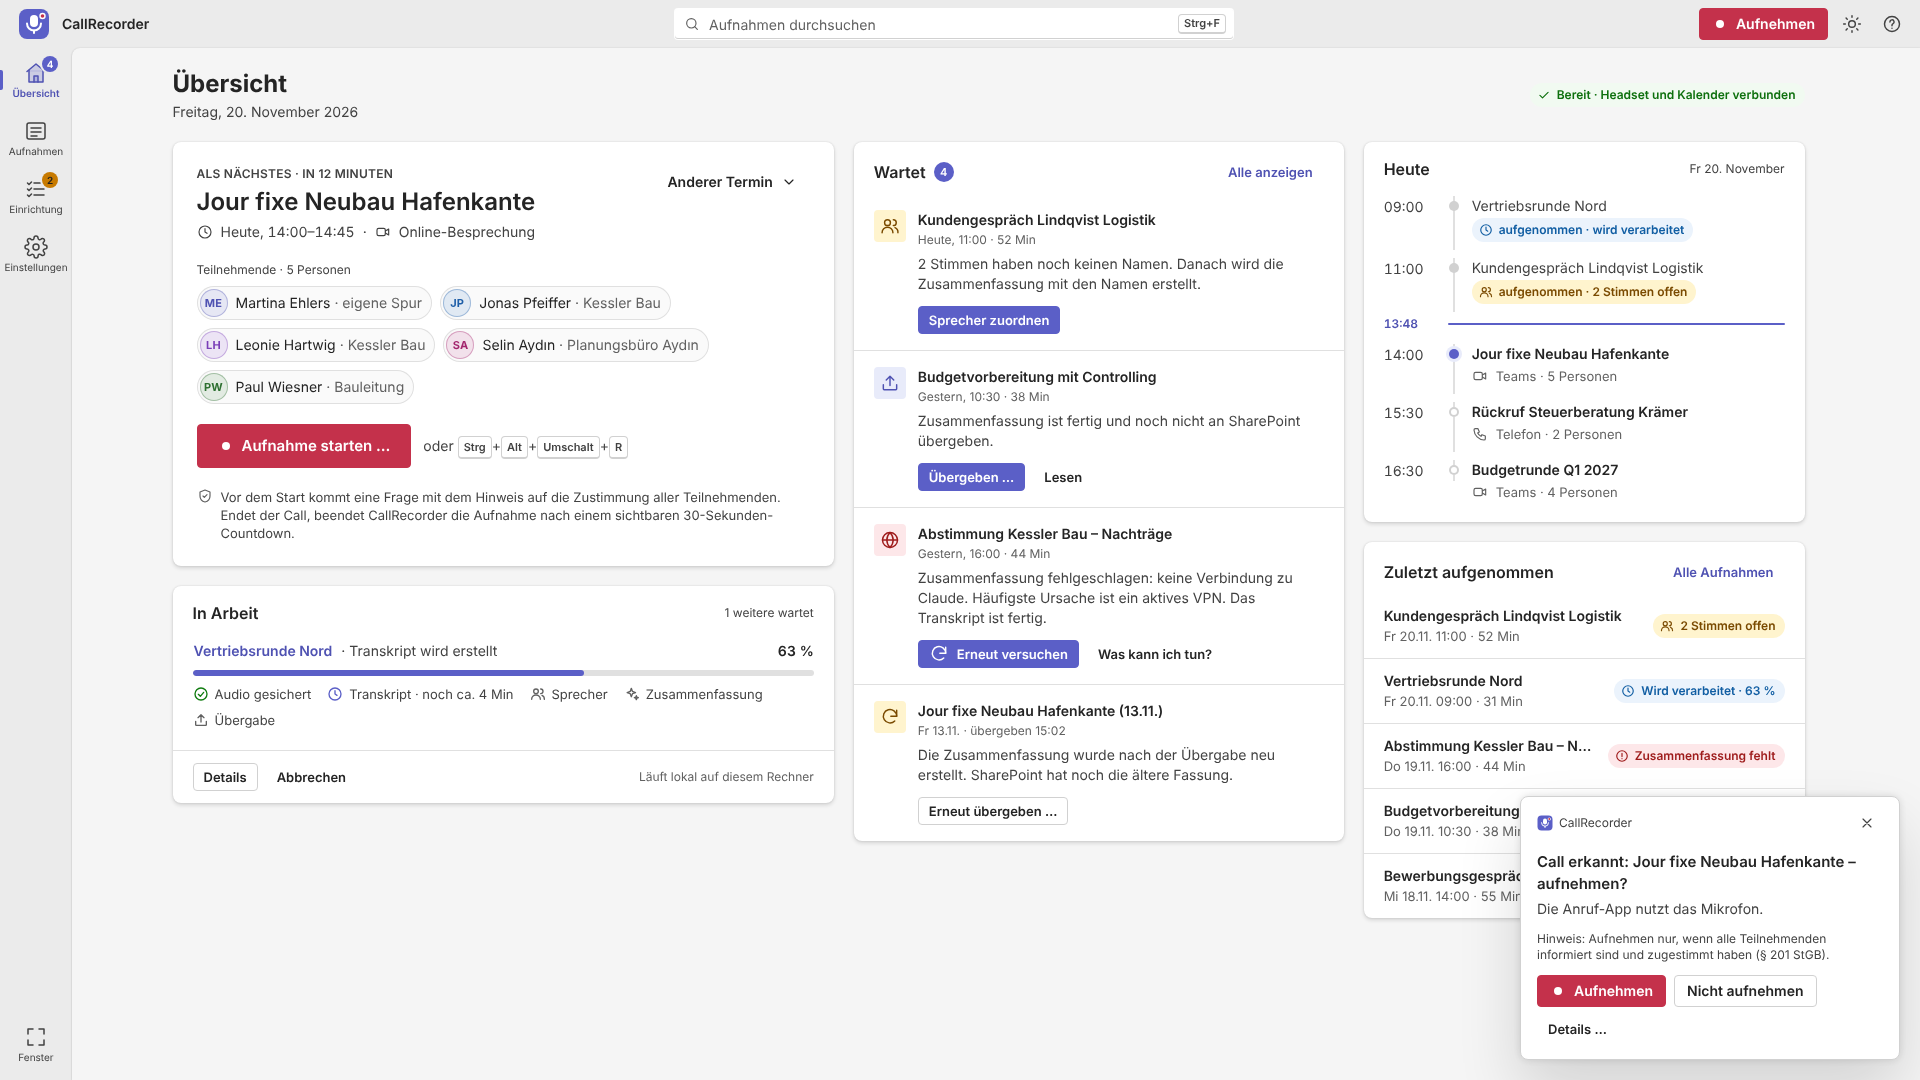 CallRecorder
Aufnahmen durchsuchen
Strg+F
Aufnehmen
4
Übersicht
Aufnahmen
2
Einrichtung
Einstellungen
Fenster
Übersicht
Freitag, 20. November 2026
Bereit · Headset und Kalender verbunden
ALS NÄCHSTES · IN 12 MINUTEN
Jour fixe Neubau Hafenkante
Anderer Termin
Heute, 14:00–14:45 · Online-Besprechung
Teilnehmende · 5 Personen
ME Martina Ehlers · eigene Spur
JP Jonas Pfeiffer · Kessler Bau
LH Leonie Hartwig · Kessler Bau
SA Selin Aydın · Planungsbüro Aydın
PW Paul Wiesner · Bauleitung
Aufnahme starten ... oder Strg+Alt+Umschalt+R
Vor dem Start kommt eine Frage mit dem Hinweis auf die Zustimmung aller Teilnehmenden.
Endet der Call, beendet CallRecorder die Aufnahme nach einem sichtbaren 30-Sekunden-
Countdown.
In Arbeit
1 weitere wartet
Vertriebsrunde Nord · Transkript wird erstellt
63 %
Audio gesichert
Transkript · noch ca. 4 Min
Sprecher
Zusammenfassung
Übergabe
Details
Abbrechen
Läuft lokal auf diesem Rechner
Wartet 4
Alle anzeigen
Kundengespräch Lindqvist Logistik
Heute, 11:00 · 52 Min
2 Stimmen haben noch keinen Namen. Danach wird die
Zusammenfassung mit den Namen erstellt.
Sprecher zuordnen
Budgetvorbereitung mit Controlling
Gestern, 10:30 · 38 Min
Zusammenfassung ist fertig und noch nicht an SharePoint
übergeben.
Übergeben ...
Lesen
Abstimmung Kessler Bau – Nachträge
Gestern, 16:00 · 44 Min
Zusammenfassung fehlgeschlagen: keine Verbindung zu
Claude. Häufigste Ursache ist ein aktives VPN. Das
Transkript ist fertig.
Erneut versuchen
Was kann ich tun?
Jour fixe Neubau Hafenkante (13.11.)
Fr 13.11. · übergeben 15:02
Die Zusammenfassung wurde nach der Übergabe neu
erstellt. SharePoint hat noch die ältere Fassung.
Erneut übergeben ...
Heute
Fr 20. November
09:00 Vertriebsrunde Nord
aufgenommen · wird verarbeitet
11:00 Kundengespräch Lindqvist Logistik
aufgenommen · 2 Stimmen offen
13:48
14:00 Jour fixe Neubau Hafenkante
Teams · 5 Personen
15:30 Rückruf Steuerberatung Krämer
Telefon · 2 Personen
16:30 Budgetrunde Q1 2027
Teams · 4 Personen
Zuletzt aufgenommen
Alle Aufnahmen
Kundengespräch Lindqvist Logistik
Fr 20.11. 11:00 · 52 Min
2 Stimmen offen
Vertriebsrunde Nord
Fr 20.11. 09:00 · 31 Min
Wird verarbeitet · 63 %
Abstimmung Kessler Bau – N...
Do 19.11. 16:00 · 44 Min
Zusammenfassung fehlt
Budgetvorbereitung
Do 19.11. 10:30 · 38 Min
Bewerbungsgespräc
Mi 18.11. 14:00 · 55 Min
CallRecorder
Call erkannt: Jour fixe Neubau Hafenkante –
aufnehmen?
Die Anruf-App nutzt das Mikrofon.
Hinweis: Aufnehmen nur, wenn alle Teilnehmenden
informiert sind und zugestimmt haben (§ 201 StGB).
Aufnehmen
Nicht aufnehmen
Details ...